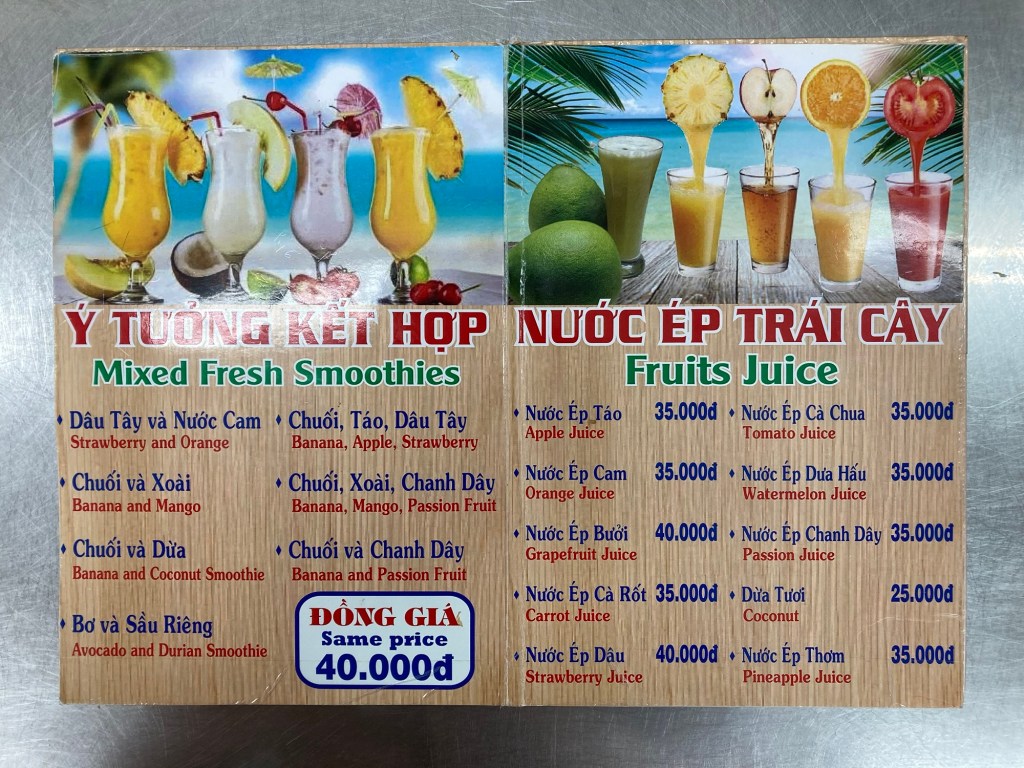 Ý TƯỞNG KẾT HỢP
Mixed Fresh Smoothies
Dâu Tây và Nước Cam
Strawberry and Orange
Chuối và Xoài
Banana and Mango
Chuối và Dừa
Banana and Coconut Smoothie
Bơ và Sầu Riêng
Avocado and Durian Smoothie
Chuối, Táo, Dâu Tây
Banana, Apple, Strawberry
Chuối, Xoài, Chanh Dây
Banana, Mango, Passion Fruit
Chuối và Chanh Dây
Banana and Passion Fruit
ĐỒNG GIÁ
Same price
40.000đ
NƯỚC ÉP TRÁI CÂY
Fruits Juice
Nước Ép Táo 35.000đ
Apple Juice
Nước Ép Cam 35.000đ
Orange Juice
Nước Ép Bưởi 40.000đ
Grapefruit Juice
Nước Ép Cà Rốt 35.000đ
Carrot Juice
Nước Ép Dâu 40.000đ
Strawberry Juice
Nước Ép Cà Chua 35.000đ
Tomato Juice
Nước Ép Dưa Hấu 35.000đ
Watermelon Juice
Nước Ép Chanh Dây 35.000đ
Passion Juice
Dừa Tươi 25.000đ
Coconut
Nước Ép Thơm 35.000đ
Pineapple Juice